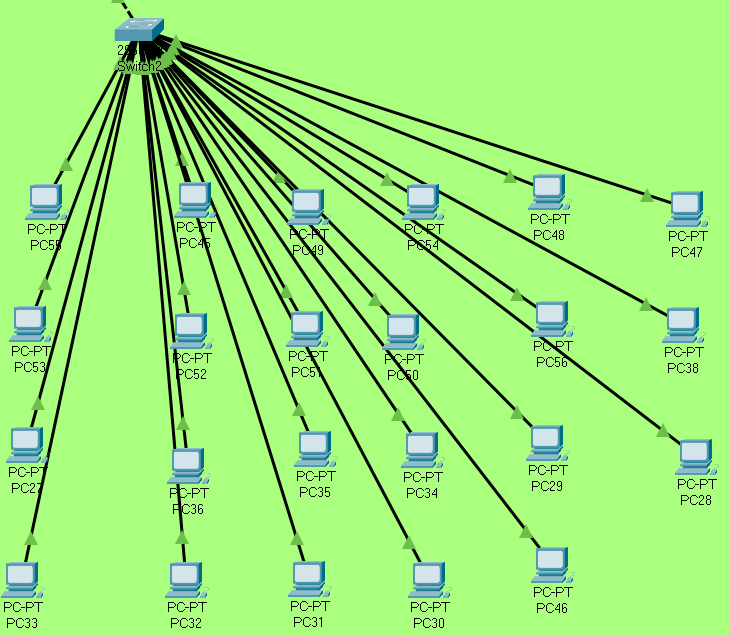 Switch2
PC-PT
PC55
PC-PT
PC45
PC-PT
PC49
PC-PT
PC54
PC-PT
PC48
PC-PT
PC47
PC-PT
PC53
PC-PT
PC52
PC-PT
PC51
PC-PT
PC50
PC-PT
PC56
PC-PT
PC38
PC-PT
PC27
PC-PT
PC36
PC-PT
PC35
PC-PT
PC34
PC-PT
PC29
PC-PT
PC28
PC-PT
PC33
PC-PT
PC32
PC-PT
PC31
PC-PT
PC30
PC-PT
PC46